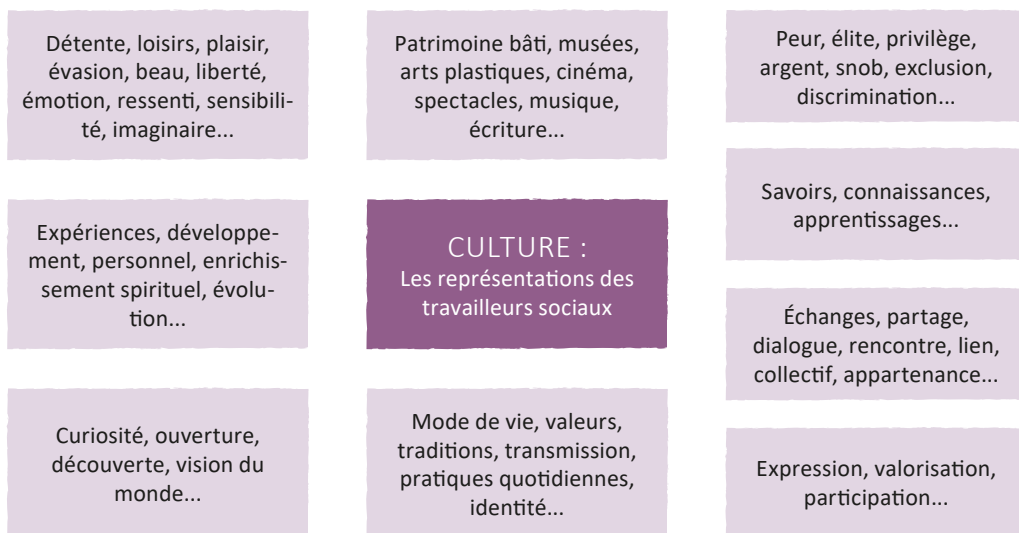 Détente, loisirs, plaisir,
évasion, beau, liberté,
émotion, ressenti, sensibili-
té, imaginaire...
Patrimoine bâti, musées,
arts plastiques, cinéma,
spectacles, musique,
écriture...
Peur, élite, privilège,
argent, snob, exclusion,
discrimination...
Savoirs, connaissances,
apprentissages...
Expériences, développe-
ment, personnel, enrichis-
sement spirituel, évolu-
tion...
CULTURE :
Les représentations des
travailleurs sociaux
Échanges, partage,
dialogue, rencontre, lien,
collectif, appartenance...
Curiosité, ouverture,
découverte, vision du
monde...
Mode de vie, valeurs,
traditions, transmission,
pratiques quotidiennes,
identité...
Expression, valorisation,
participation...